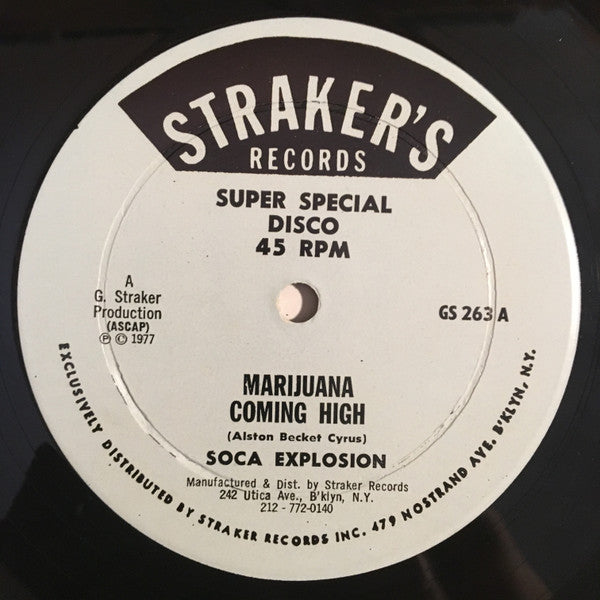 STRAKER'S
RECORDS
SUPER SPECIAL
DISCO
45 RPM
A
G. Straker
Production
(ASCAP)
Ⓟ © 1977
GS 263 A
MARIJUANA
COMING HIGH
(Alston Becket Cyrus)
SOCA EXPLOSION
Manufactured & Dist. by Straker Records
242 Utica Ave., B'klyn, N.Y.
212 - 772-0140
EXCLUSIVELY DISTRIBUTED BY STRAKER RECORDS INC. 479 NOSTRAND AVE. B'KLYN, N.Y.